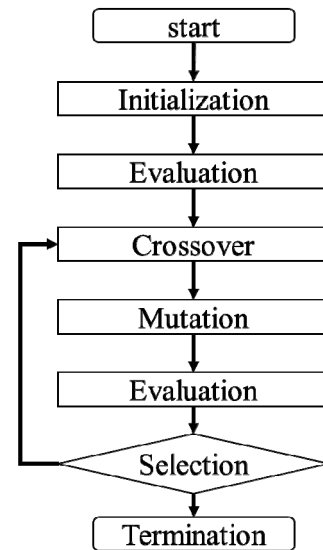 start
Initialization
Evaluation
Crossover
Mutation
Evaluation
Selection
Termination